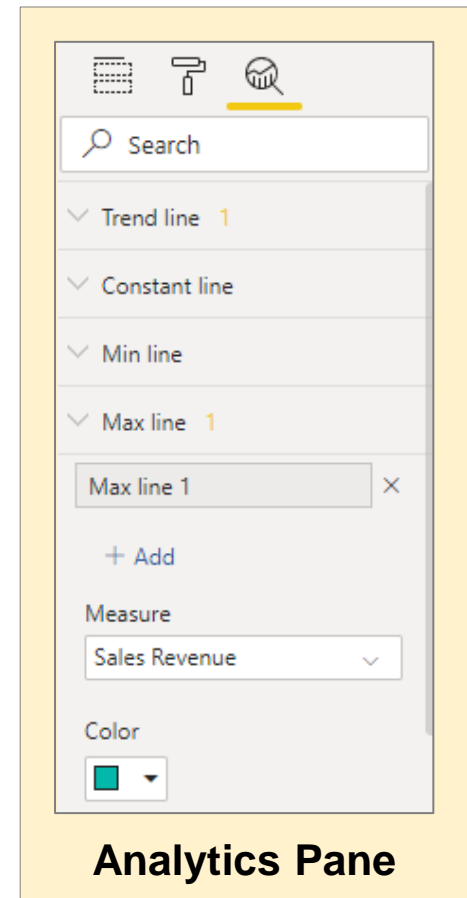 Search
Trend line 1
Constant line
Min line
Max line 1
Max line 1 ×
+ Add
Measure
Sales Revenue
Color
Analytics Pane